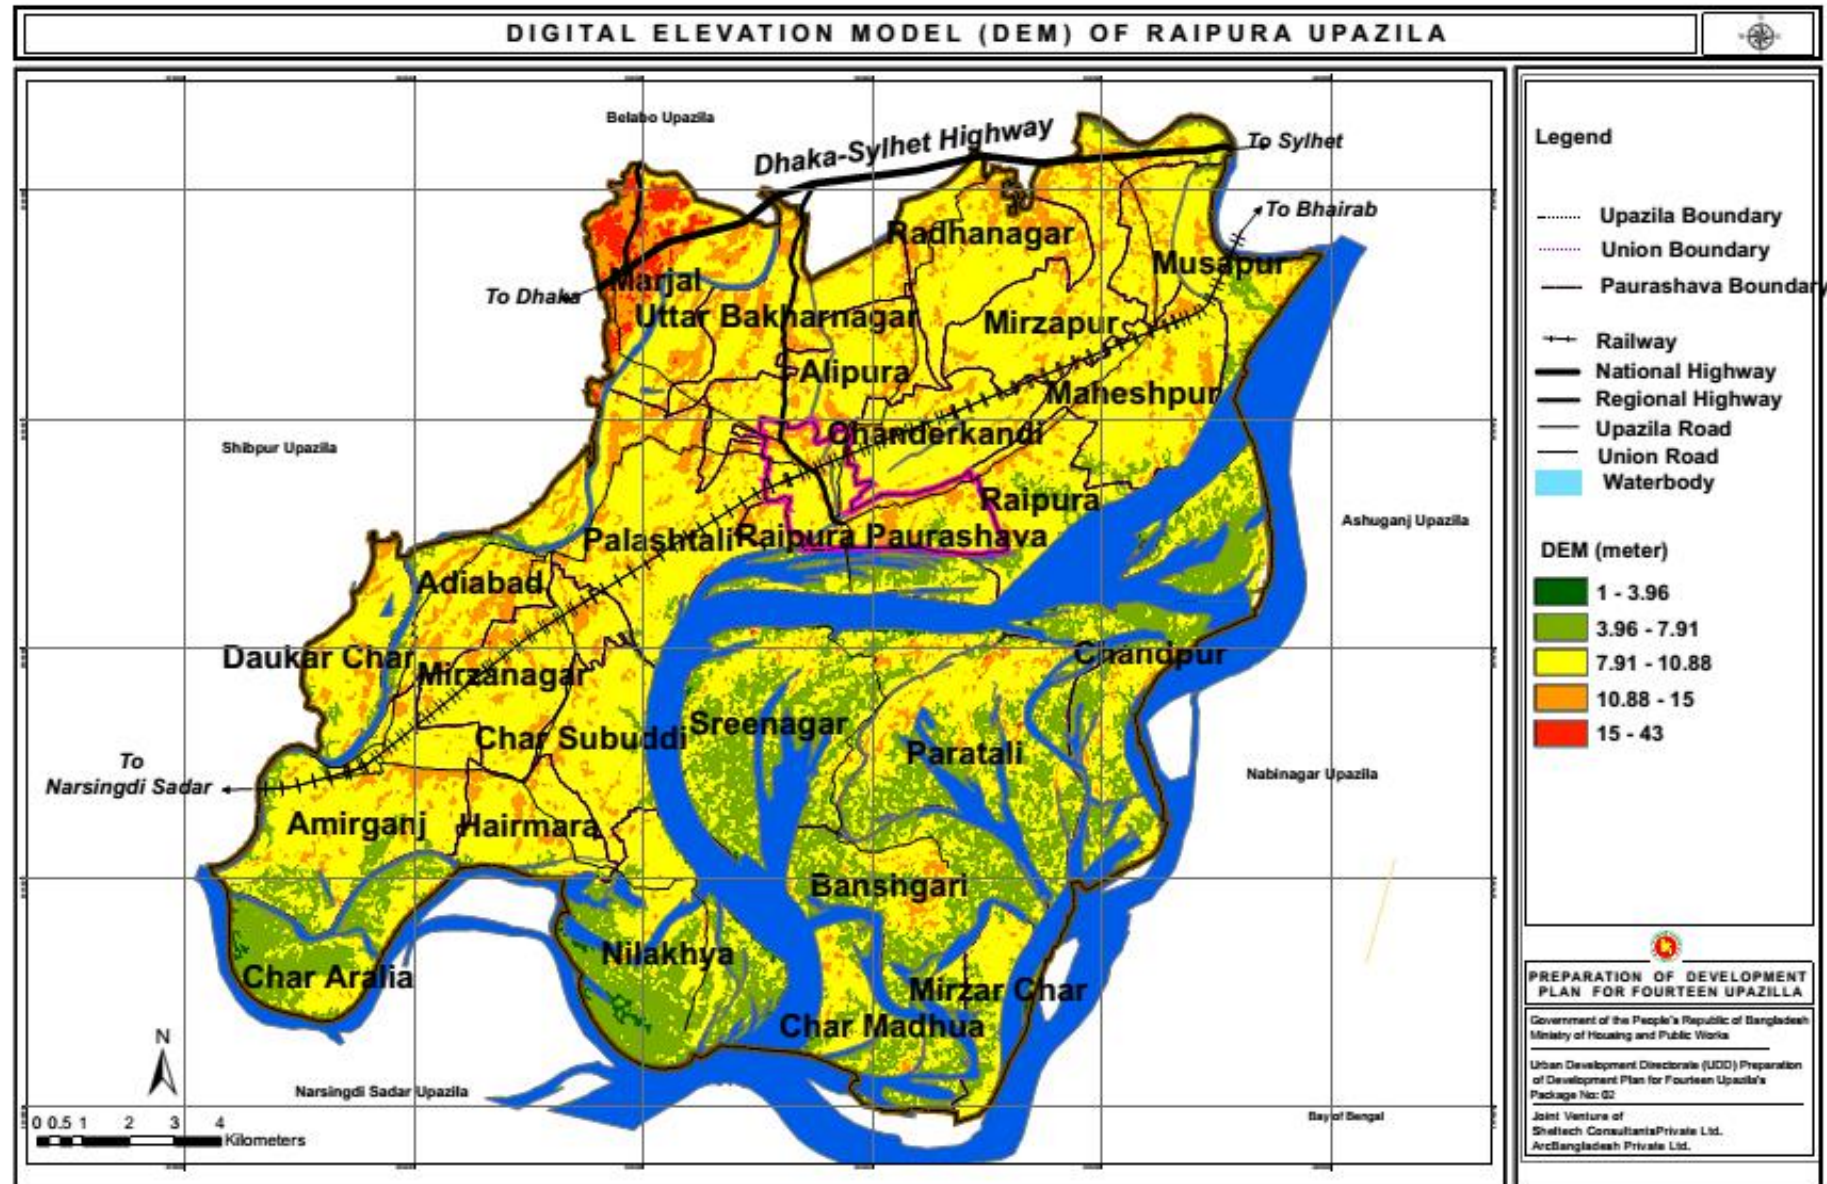 DIGITAL ELEVATION MODEL (DEM) OF RAIPURA UPAZILA
Belabo Upazila
Dhaka-Sylhet Highway
To Sylhet
To Bhairab
Radhanagar
Musapur
Marjal
To Dhaka
Uttar Bakharnagar
Mirzapur
Alipura
Maheshpur
Chanderkandi
Shibpur Upazila
Raipura
Ashuganj Upazila
Palashtali
Raipura Paurashava
Adiabad
Daukar Char
Chandpur
Mirzanagar
Sreenagar
Char Subuddi
Paratali
To
Narsingdi Sadar
Nabinagar Upazila
Amirganj
Hairmara
Banshgari
Nilakhya
Char Aralia
Mirzar Char
Char Madhua
N
Narsingdi Sadar Upazila
Bay of Bengal
0 0.5 1 2 3 4
Kilometers
Legend
Upazila Boundary
Union Boundary
Paurashava Boundary
Railway
National Highway
Regional Highway
Upazila Road
Union Road
Waterbody
DEM (meter)
1 - 3.96
3.96 - 7.91
7.91 - 10.88
10.88 - 15
15 - 43
PREPARATION OF DEVELOPMENT
PLAN FOR FOURTEEN UPAZILLA
Government of the People's Republic of Bangladesh
Ministry of Housing and Public Works
Urban Development Directorate (UDD) Preparation
of Development Plan for Fourteen Upazila's
Package No: 02
Joint Venture of
Sheltech ConsultantsPrivate Ltd.
ArcBangladesh Private Ltd.